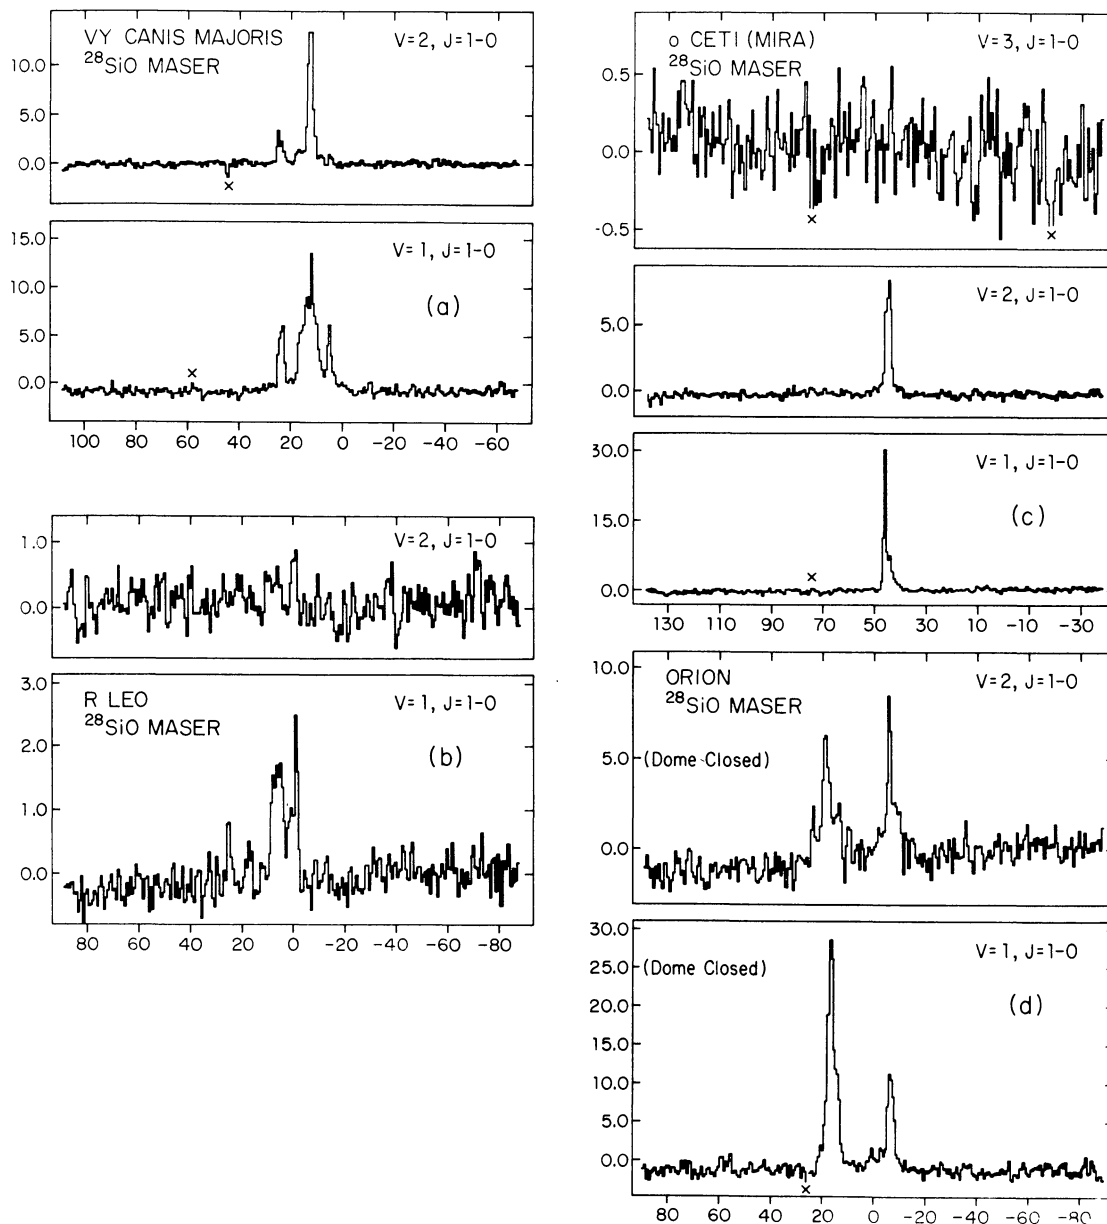 VY CANIS MAJORIS
²⁸SiO MASER
V=2, J=1-0
10.0
5.0
0.0
×
15.0
10.0
5.0
0.0
V=1, J=1-0
(a)
×
100 80 60 40 20 0 -20 -40 -60
1.0
0.0
V=2, J=1-0
3.0
2.0
1.0
0.0
R LEO
²⁸SiO MASER
V=1, J=1-0
(b)
80 60 40 20 0 -20 -40 -60 -80
o CETI (MIRA)
²⁸SiO MASER
V=3, J=1-0
0.5
0.0
-0.5
×
×
V=2, J=1-0
5.0
0.0
30.0
15.0
0.0
V=1, J=1-0
(c)
×
130 110 90 70 50 30 10 -10 -30
10.0
5.0
0.0
ORION
²⁸SiO MASER
V=2, J=1-0
(Dome Closed)
30.0
25.0
20.0
15.0
10.0
5.0
0.0
V=1, J=1-0
(Dome Closed)
(d)
×
80 60 40 20 0 -20 -40 -60 -80